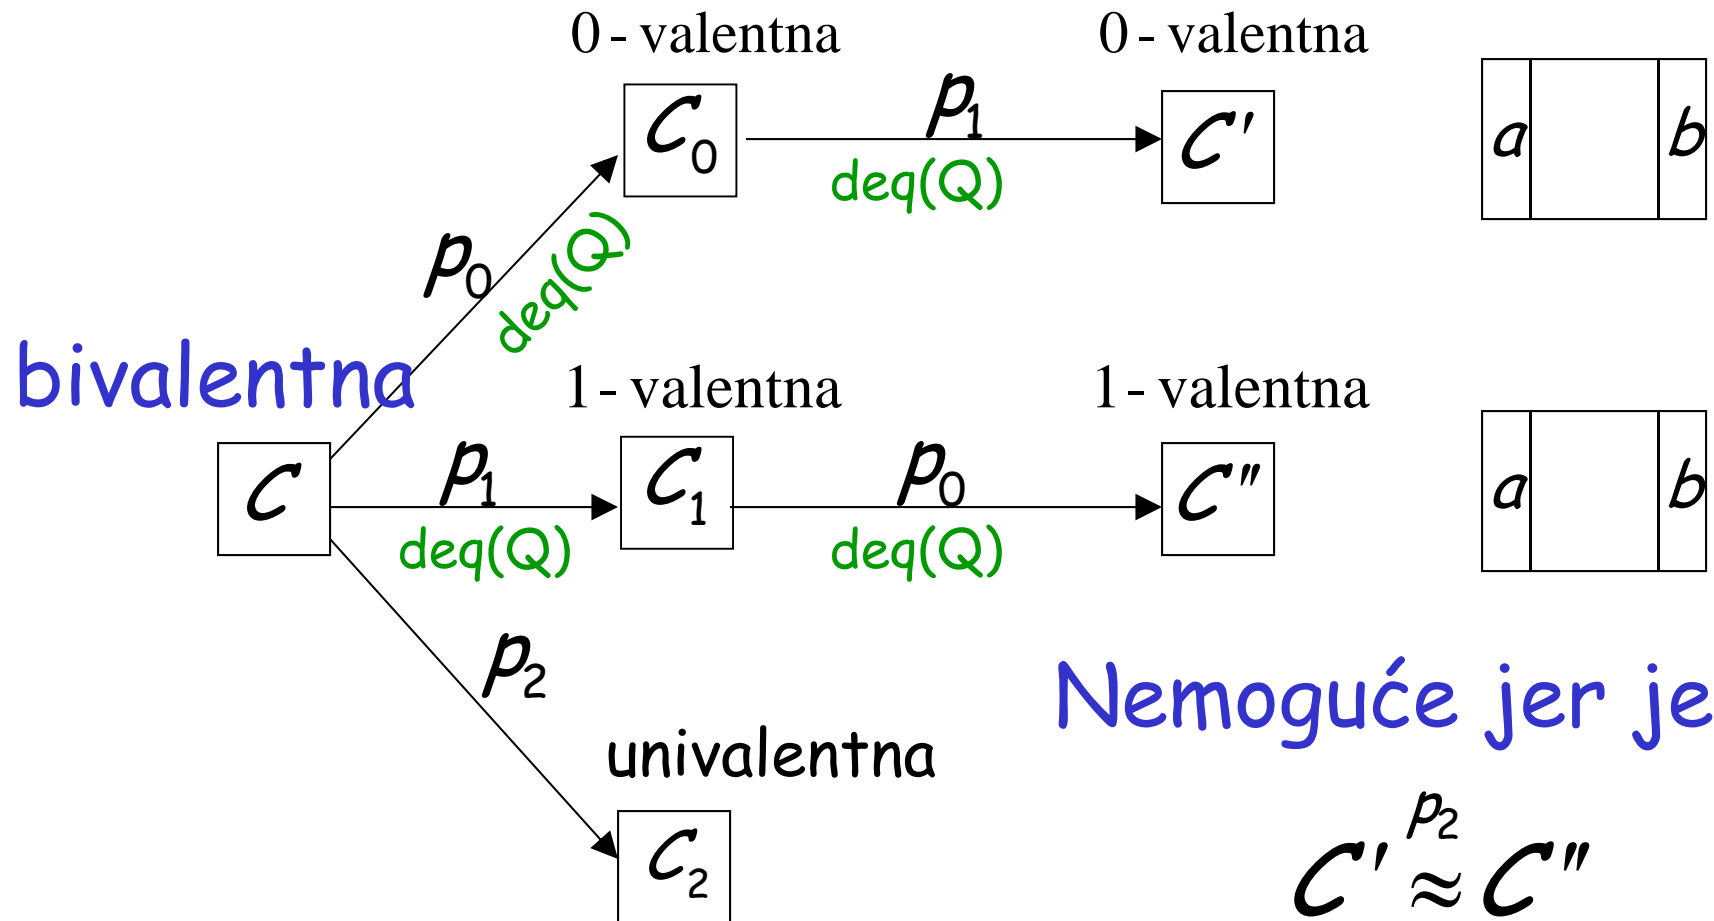 0 - valentna 0 - valentna
C₀ p₁ C' a b
deq(Q)
p₀ deq(Q)
bivalentna 1 - valentna 1 - valentna
C p₁ C₁ p₀ C'' a b
deq(Q) deq(Q)
p₂ Nemoguće jer je
univalentna
C₂ p₂
C' ≈ C''